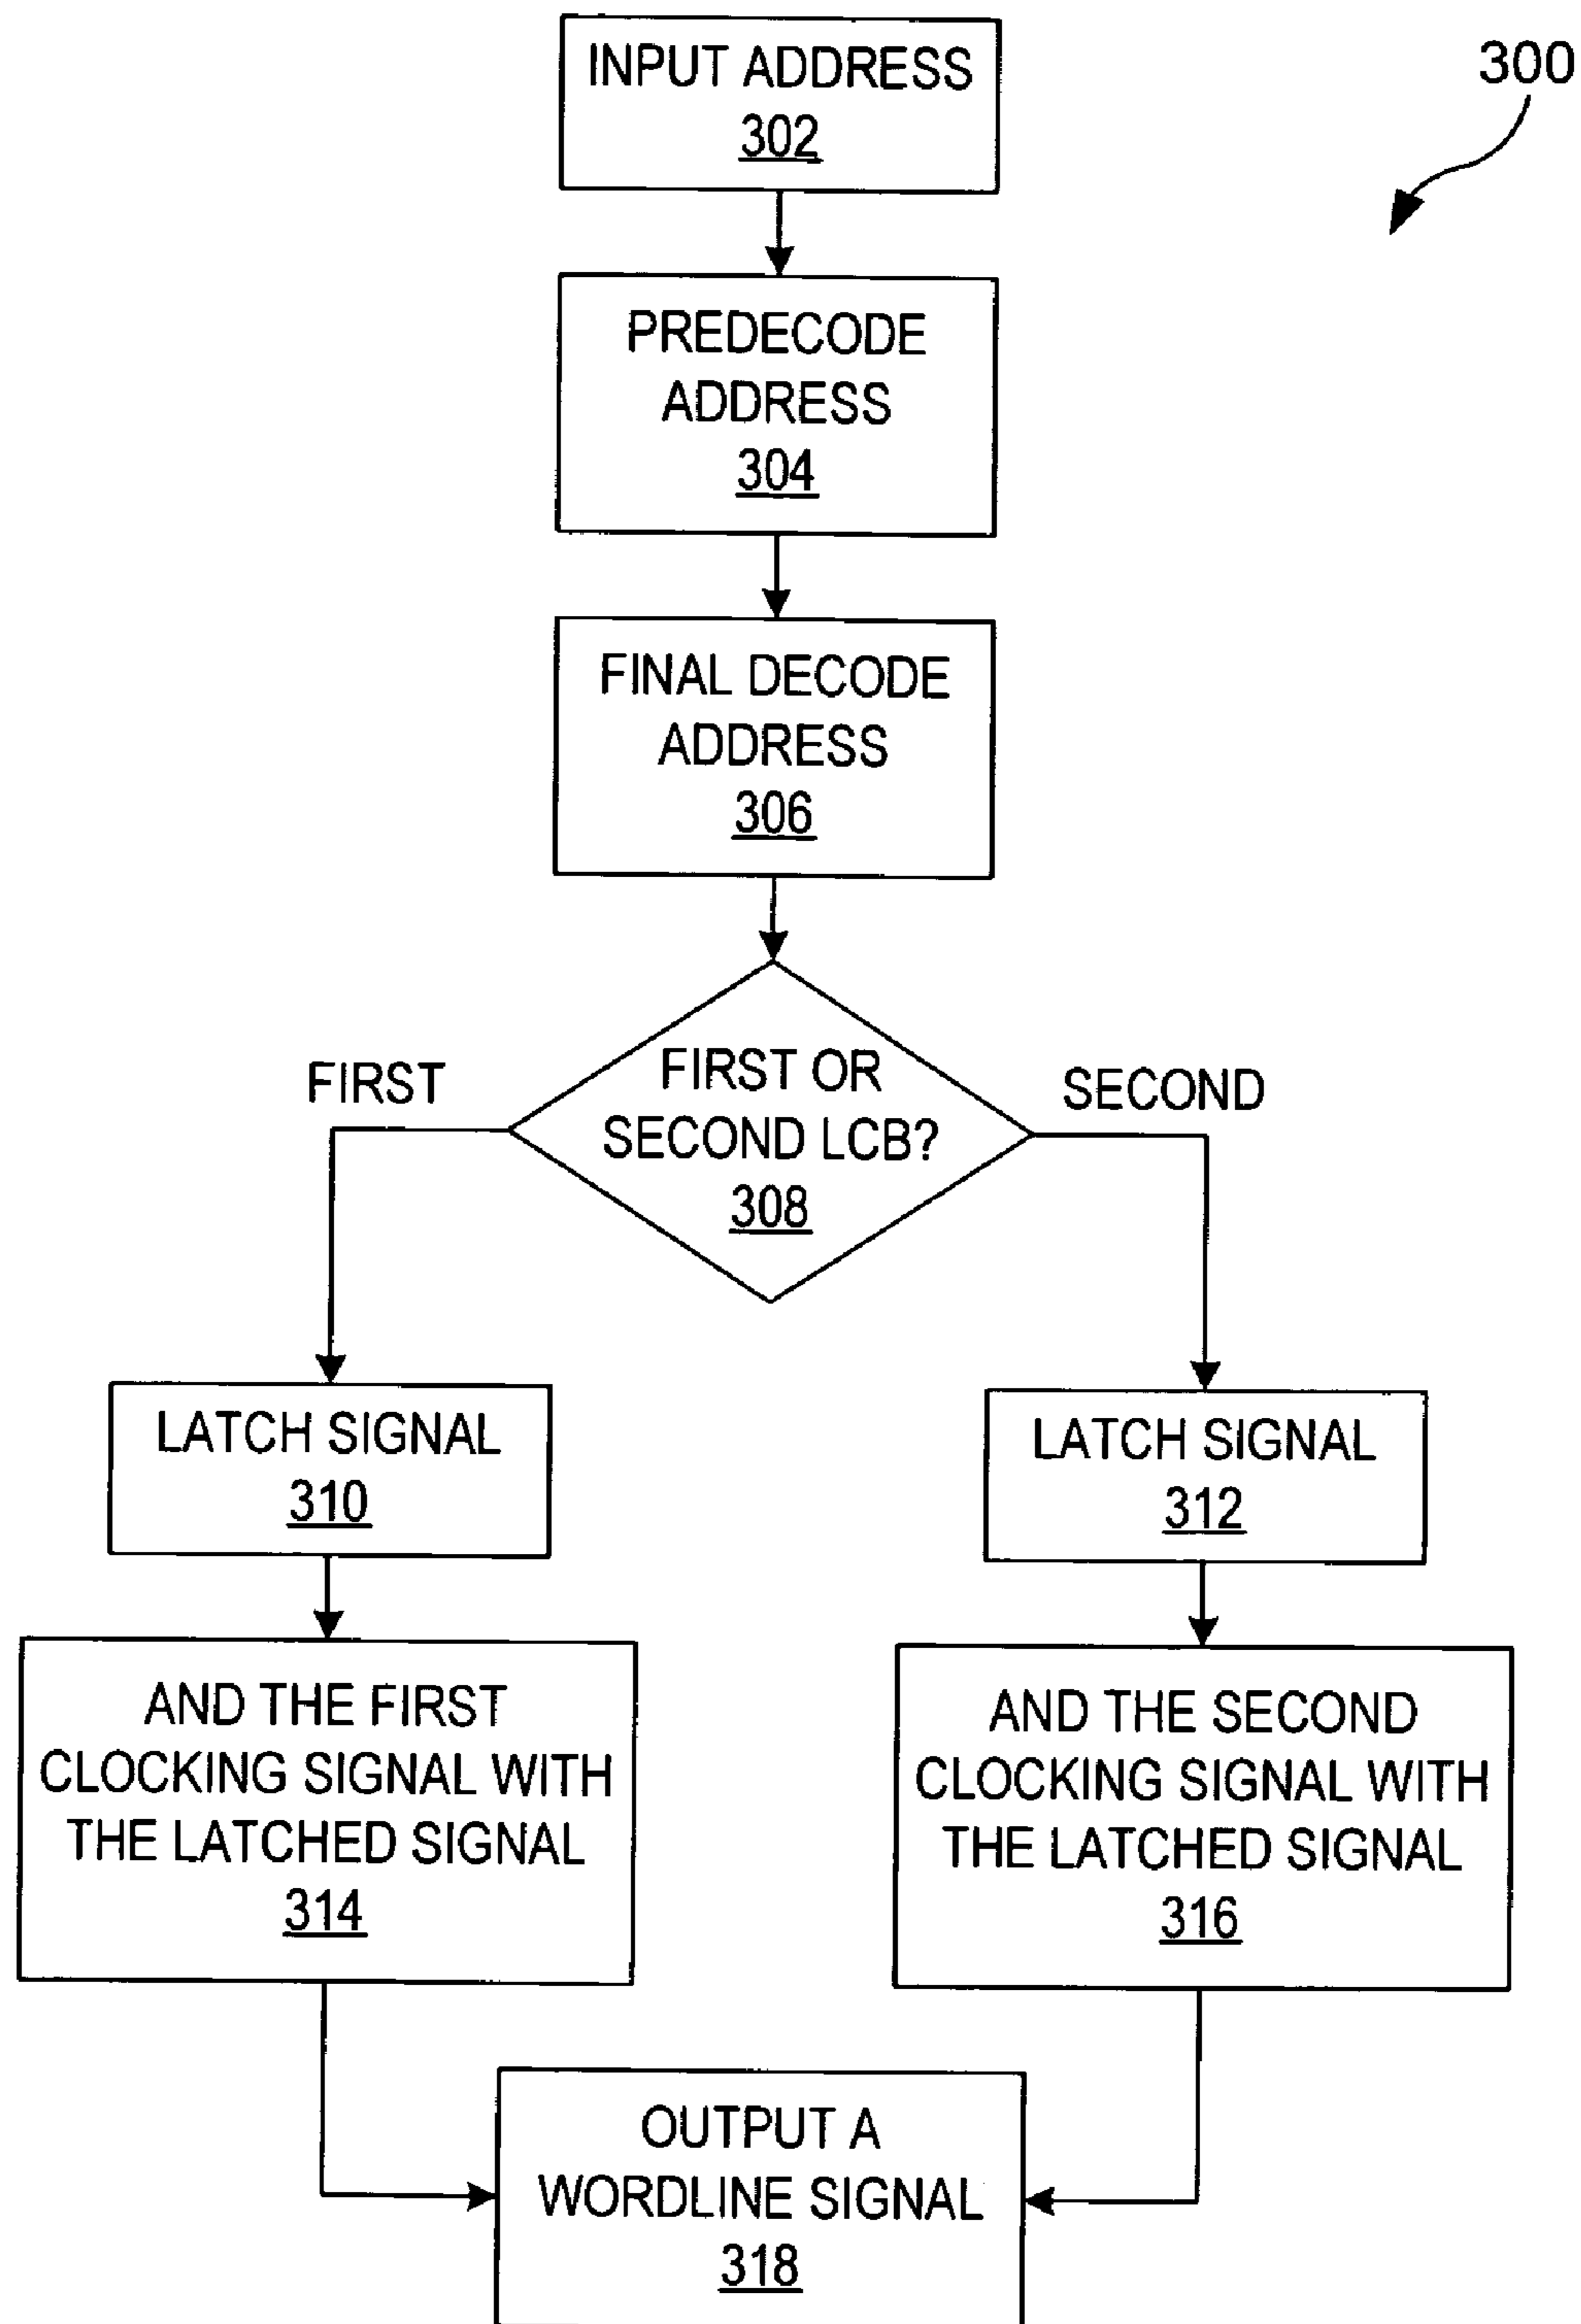 300
INPUT ADDRESS
302
PREDECODE
ADDRESS
304
FINAL DECODE
ADDRESS
306
FIRST OR
SECOND LCB?
308
FIRST
SECOND
LATCH SIGNAL
310
LATCH SIGNAL
312
AND THE FIRST
CLOCKING SIGNAL WITH
THE LATCHED SIGNAL
314
AND THE SECOND
CLOCKING SIGNAL WITH
THE LATCHED SIGNAL
316
OUTPUT A
WORDLINE SIGNAL
318